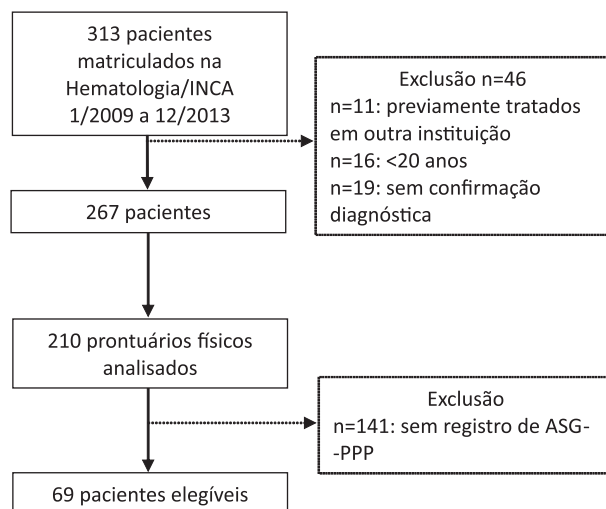 313 pacientes
matriculados na
Hematologia/INCA
1/2009 a 12/2013
Exclusão n=46
n=11: previamente tratados
em outra instituição
n=16: <20 anos
n=19: sem confirmação
diagnóstica
267 pacientes
210 prontuários físicos
analisados
Exclusão
n=141: sem registro de ASG-
-PPP
69 pacientes elegíveis